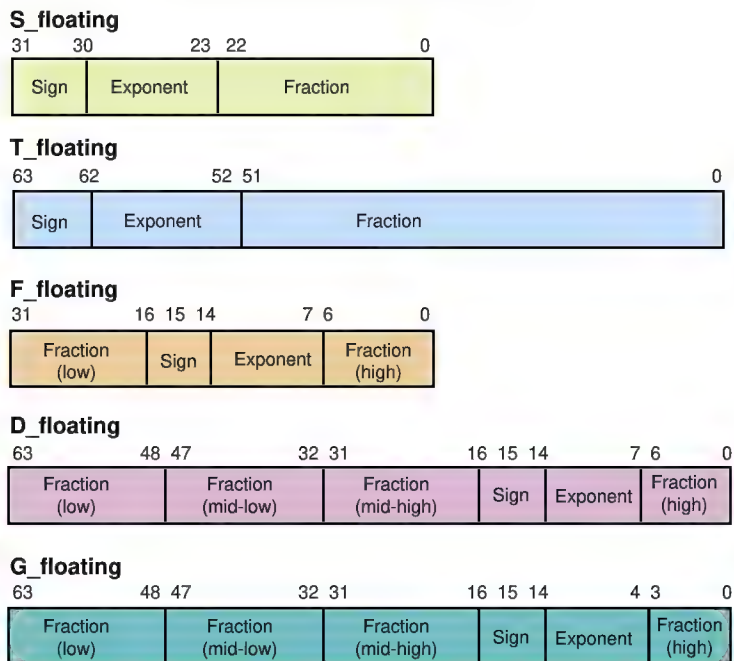 S_floating
31 30 23 22 0
Sign Exponent Fraction
T_floating
63 62 52 51 0
Sign Exponent Fraction
F_floating
31 16 15 14 7 6 0
Fraction (low) Sign Exponent Fraction (high)
D_floating
63 48 47 32 31 16 15 14 7 6 0
Fraction (low) Fraction (mid-low) Fraction (mid-high) Sign Exponent Fraction (high)
G_floating
63 48 47 32 31 16 15 14 4 3 0
Fraction (low) Fraction (mid-low) Fraction (mid-high) Sign Exponent Fraction (high)